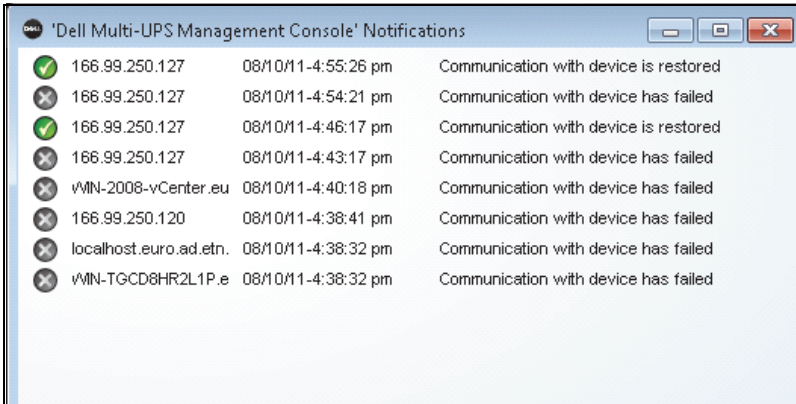 DELL 'Dell Multi-UPS Management Console' Notifications
166.99.250.127 08/10/11-4:55:26 pm Communication with device is restored
166.99.250.127 08/10/11-4:54:21 pm Communication with device has failed
166.99.250.127 08/10/11-4:46:17 pm Communication with device is restored
166.99.250.127 08/10/11-4:43:17 pm Communication with device has failed
WIN-2008-vCenter.eu 08/10/11-4:40:18 pm Communication with device has failed
166.99.250.120 08/10/11-4:38:41 pm Communication with device has failed
localhost.euro.ad.etn. 08/10/11-4:38:32 pm Communication with device has failed
WIN-TGCD8HR2L1P.e 08/10/11-4:38:32 pm Communication with device has failed